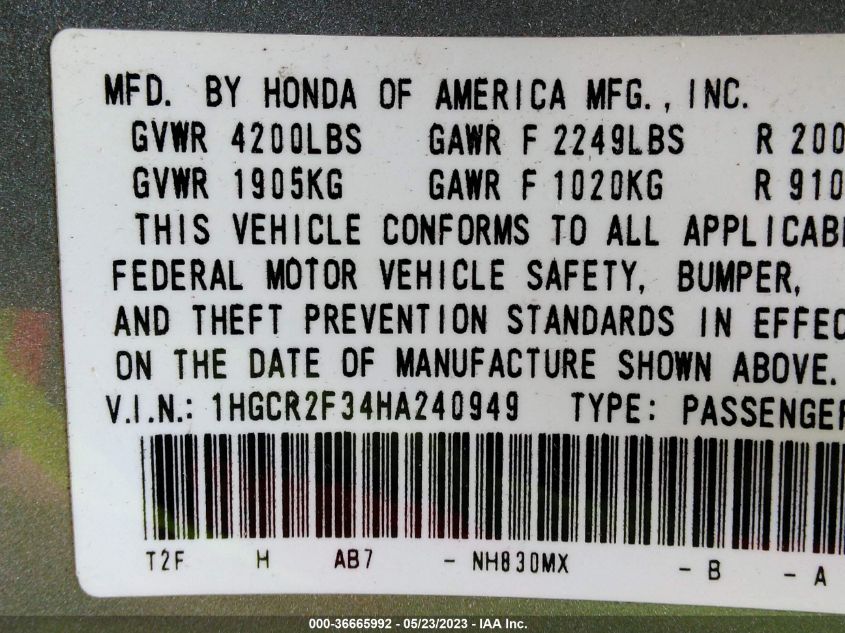 MFD. BY HONDA OF AMERICA MFG., INC.
GVWR 4200LBS GAWR F 2249LBS R 200
GVWR 1905KG GAWR F 1020KG R 910
THIS VEHICLE CONFORMS TO ALL APPLICABL
FEDERAL MOTOR VEHICLE SAFETY, BUMPER,
AND THEFT PREVENTION STANDARDS IN EFFEC
ON THE DATE OF MANUFACTURE SHOWN ABOVE.
V.I.N.: 1HGCR2F34HA240949 TYPE: PASSENGER
T2F H AB7 - NH830MX - B - A
000-36665992 - 05/23/2023 - IAA Inc.